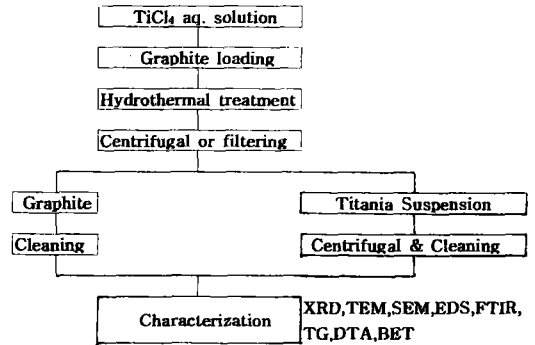 TiCl₄ aq. solution
Graphite loading
Hydrothermal treatment
Centrifugal or filtering
Graphite
Titania Suspension
Cleaning
Centrifugal & Cleaning
Characterization
XRD,TEM,SEM,EDS,FTIR,
TG,DTA,BET